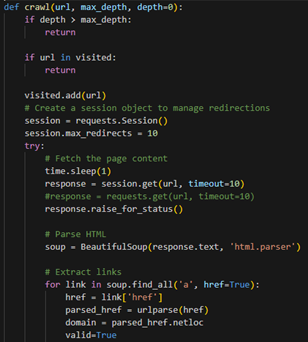 def crawl(url, max_depth, depth=0):
    if depth > max_depth:
        return
    if url in visited:
        return
    visited.add(url)
    # Create a session object to manage redirections
    session = requests.Session()
    session.max_redirects = 10
    try:
        # Fetch the page content
        time.sleep(1)
        response = session.get(url, timeout=10)
        #response = requests.get(url, timeout=10)
        response.raise_for_status()
        # Parse HTML
        soup = BeautifulSoup(response.text, 'html.parser')
        # Extract links
        for link in soup.find_all('a', href=True):
            href = link['href']
            parsed_href = urlparse(href)
            domain = parsed_href.netloc
            valid=True